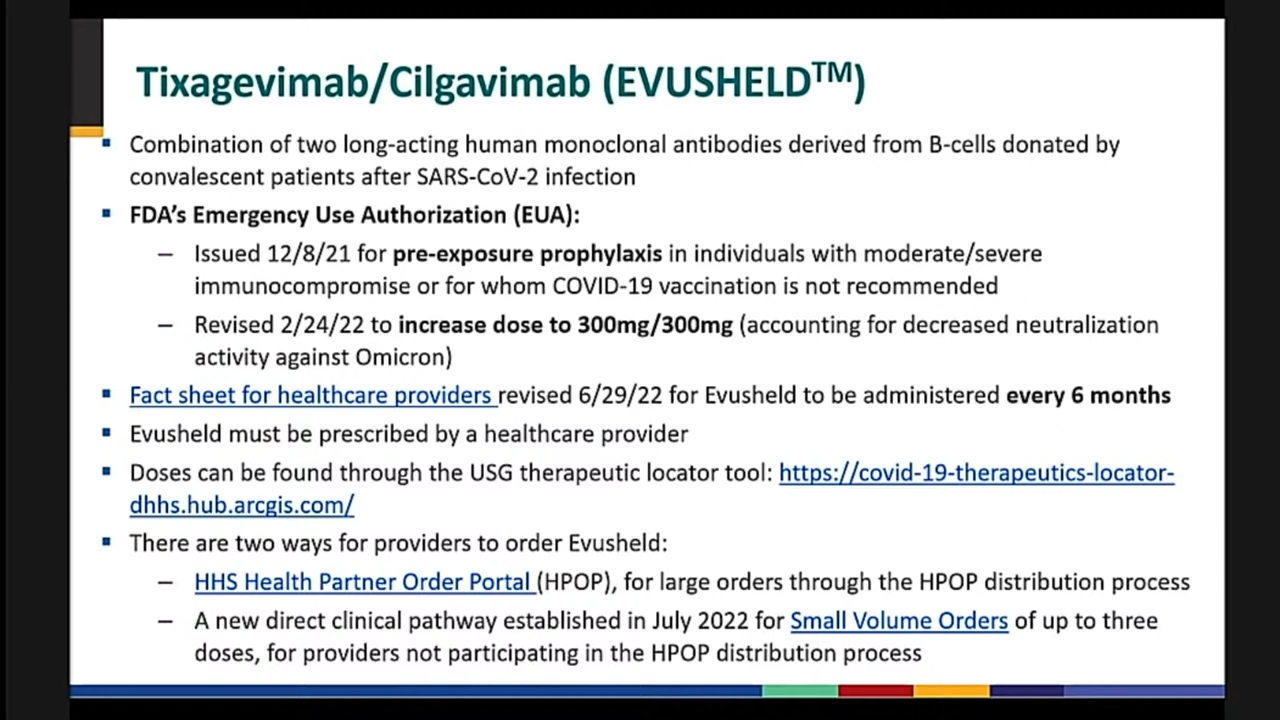 Tixagevimab/Cilgavimab (EVUSHELD™)
▪ Combination of two long-acting human monoclonal antibodies derived from B-cells donated by
convalescent patients after SARS-CoV-2 infection
▪ FDA's Emergency Use Authorization (EUA):
– Issued 12/8/21 for pre-exposure prophylaxis in individuals with moderate/severe
immunocompromise or for whom COVID-19 vaccination is not recommended
– Revised 2/24/22 to increase dose to 300mg/300mg (accounting for decreased neutralization
activity against Omicron)
▪ Fact sheet for healthcare providers revised 6/29/22 for Evusheld to be administered every 6 months
▪ Evusheld must be prescribed by a healthcare provider
▪ Doses can be found through the USG therapeutic locator tool: https://covid-19-therapeutics-locator-
dhhs.hub.arcgis.com/
▪ There are two ways for providers to order Evusheld:
– HHS Health Partner Order Portal (HPOP), for large orders through the HPOP distribution process
– A new direct clinical pathway established in July 2022 for Small Volume Orders of up to three
doses, for providers not participating in the HPOP distribution process